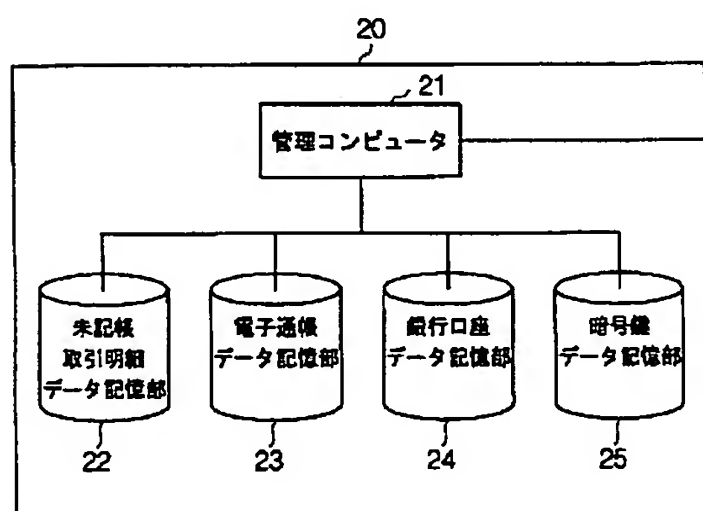 20
21
管理コンピュータ
未記帳
取引明細
データ記憶部
電子通帳
データ記憶部
銀行口座
データ記憶部
暗号鍵
データ記憶部
22
23
24
25